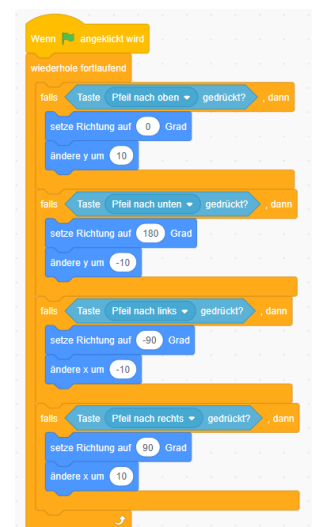 Wenn angeklickt wird
wiederhole fortlaufend
falls Taste Pfeil nach oben gedrückt? , dann
setze Richtung auf 0 Grad
ändere y um 10
falls Taste Pfeil nach unten gedrückt? , dann
setze Richtung auf 180 Grad
ändere y um -10
falls Taste Pfeil nach links gedrückt? , dann
setze Richtung auf -90 Grad
ändere x um -10
falls Taste Pfeil nach rechts gedrückt? , dann
setze Richtung auf 90 Grad
ändere x um 10